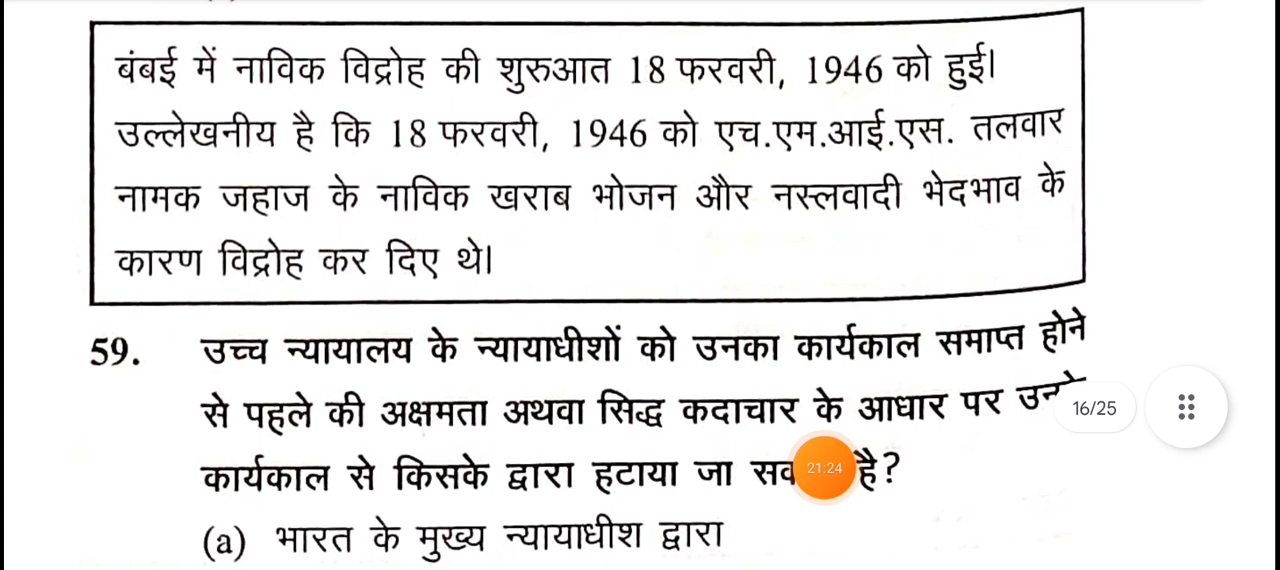 बंबई में नाविक विद्रोह की शुरुआत 18 फरवरी, 1946 को हुई।
उल्लेखनीय है कि 18 फरवरी, 1946 को एच.एम.आई.एस. तलवार
नामक जहाज के नाविक खराब भोजन और नस्लवादी भेदभाव के
कारण विद्रोह कर दिए थे।
59. उच्च न्यायालय के न्यायाधीशों को उनका कार्यकाल समाप्त होने
से पहले की अक्षमता अथवा सिद्ध कदाचार के आधार पर
16/25
कार्यकाल से किसके द्वारा हटाया जा है?
21:24
(a) भारत के मुख्य न्यायाधीश द्वारा